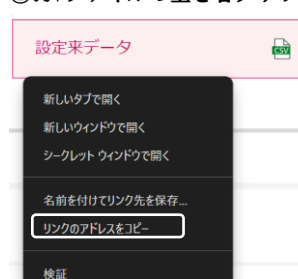 設定来データ
CSV
新しいタブで開く
新しいウィンドウで開く
シークレット ウィンドウで開く
名前を付けてリンク先を保存...
リンクのアドレスをコピー
検証